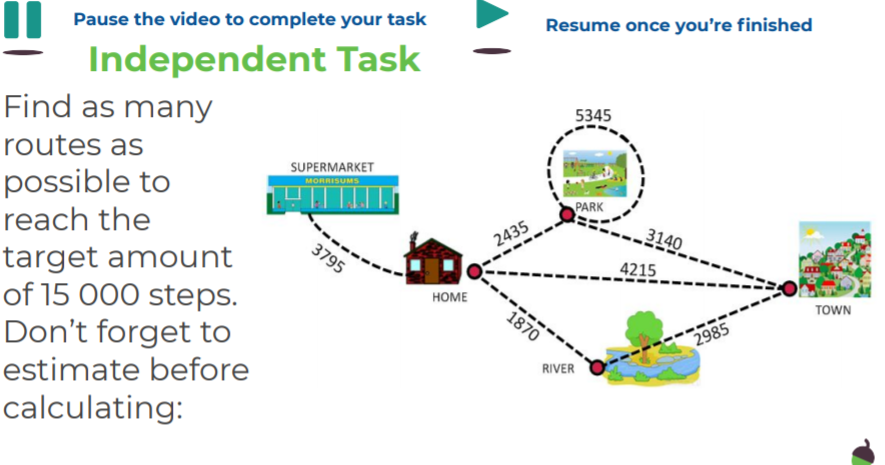 Pause the video to complete your task
Resume once you’re finished
Independent Task
Find as many
routes as
possible to
reach the
target amount
of 15 000 steps.
Don’t forget to
estimate before
calculating:
5345
SUPERMARKET
MORRISUMS
PARK
2435
3140
3795
4215
HOME
TOWN
1870
2985
RIVER